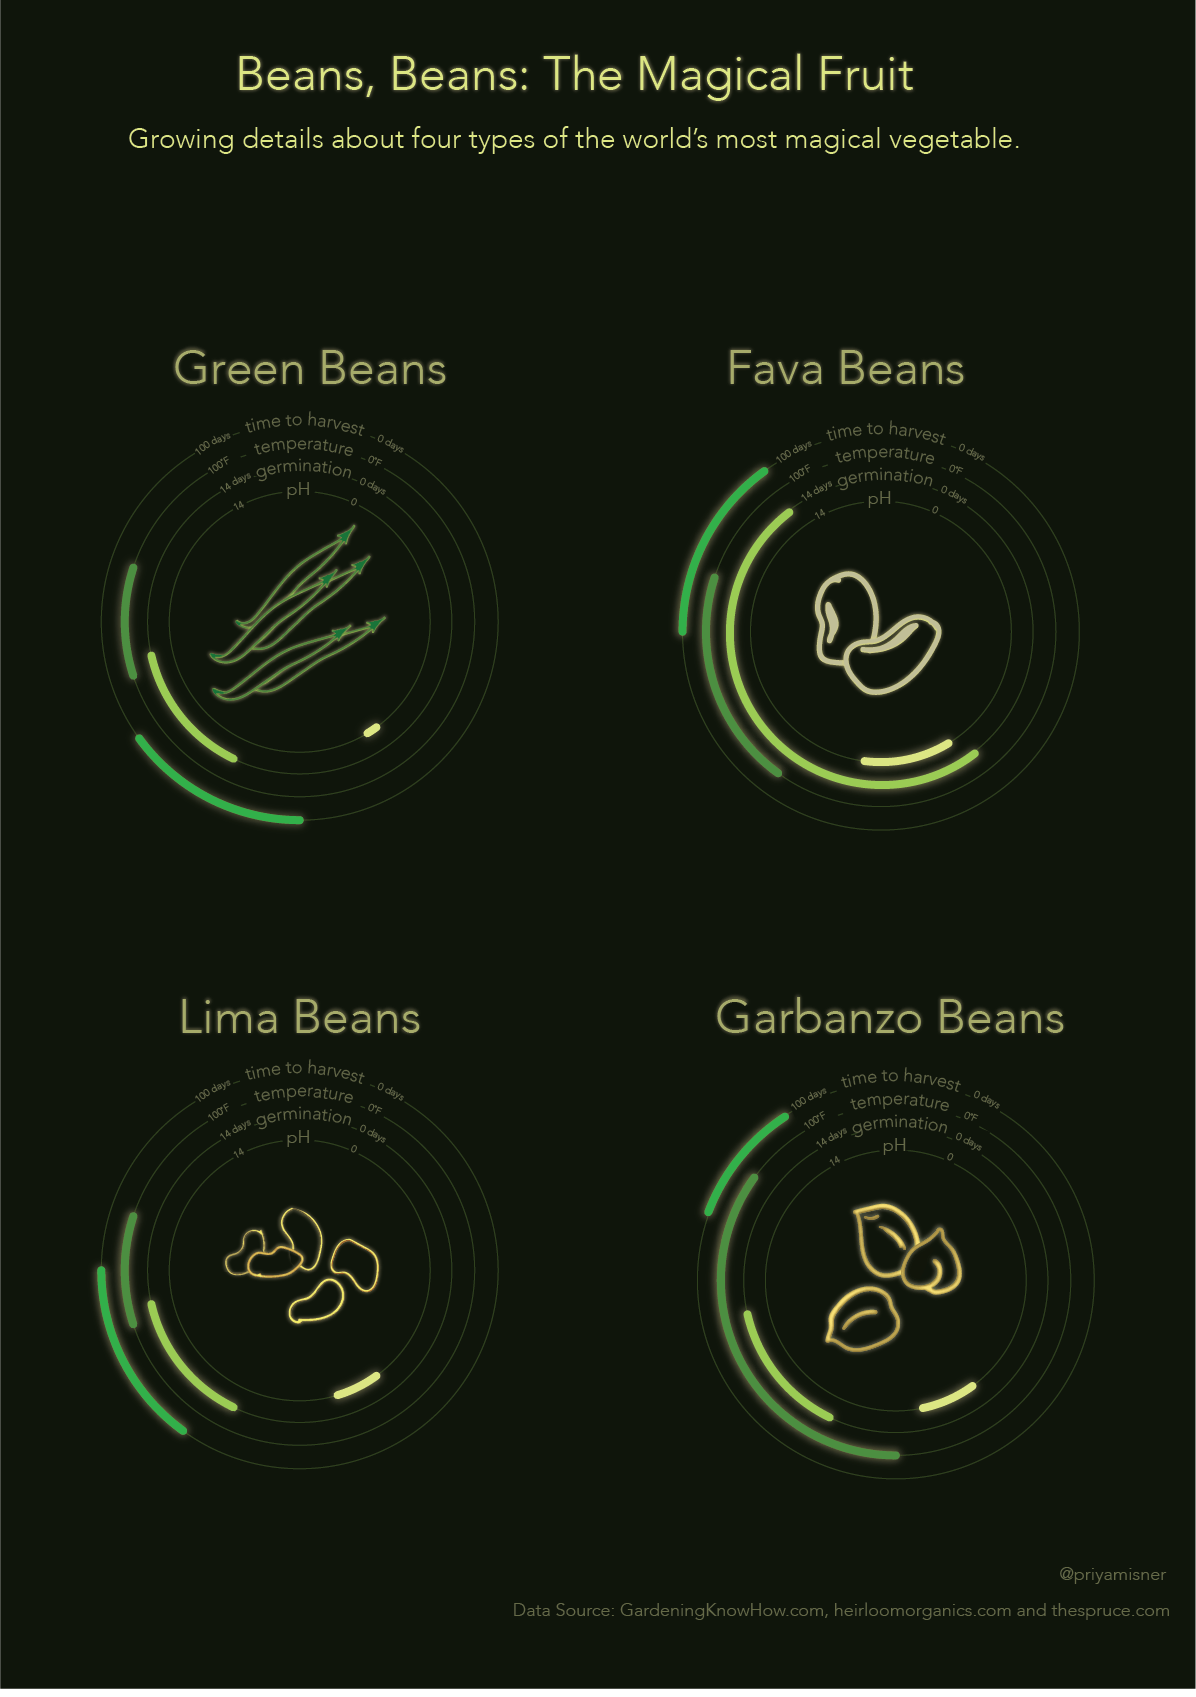 Beans, Beans: The Magical Fruit
Growing details about four types of the world's most magical vegetable.
Green Beans
100 days time to harvest 0 days
100°F temperature 0°F
14 days germination 0 days
14 pH 0
Fava Beans
100 days time to harvest 0 days
100°F temperature 0°F
14 days germination 0 days
14 pH 0
Lima Beans
100 days time to harvest 0 days
100°F temperature 0°F
14 days germination 0 days
14 pH 0
Garbanzo Beans
100 days time to harvest 0 days
100°F temperature 0°F
14 days germination 0 days
14 pH 0
@priyamisner
Data Source: GardeningKnowHow.com, heirloomorganics.com and thespruce.com